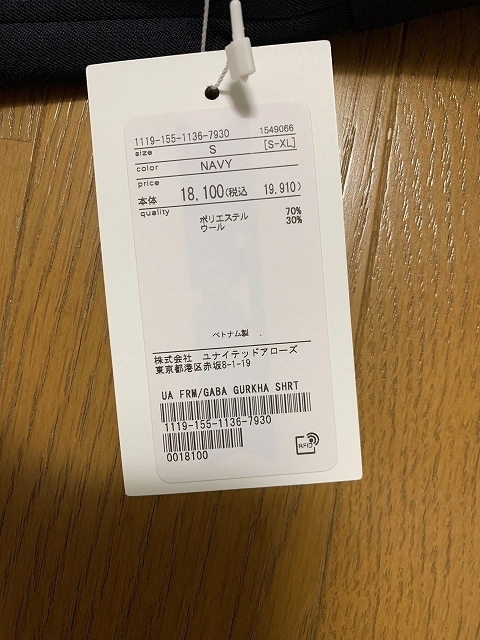 1119-155-1136-7930 1549066
size S [S-XL]
color NAVY
price
本体 18,100(税込 19,910)
quality
ポリエステル 70%
ウール 30%
ベトナム製
株式会社 ユナイテッドアローズ
東京都港区赤坂8-1-19
UA FRM/GABA GURKHA SHRT
1119-155-1136-7930
0018100
RFID